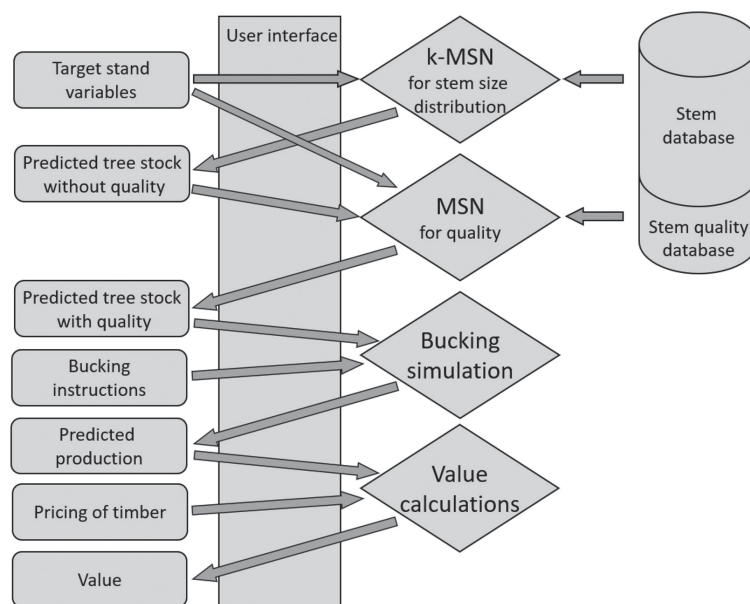 User interface
Target stand
variables
k-MSN
for stem size
distribution
Stem
database
Predicted tree stock
without quality
MSN
for quality
Stem quality
database
Predicted tree stock
with quality
Bucking
simulation
Bucking
instructions
Predicted
production
Value
calculations
Pricing of timber
Value